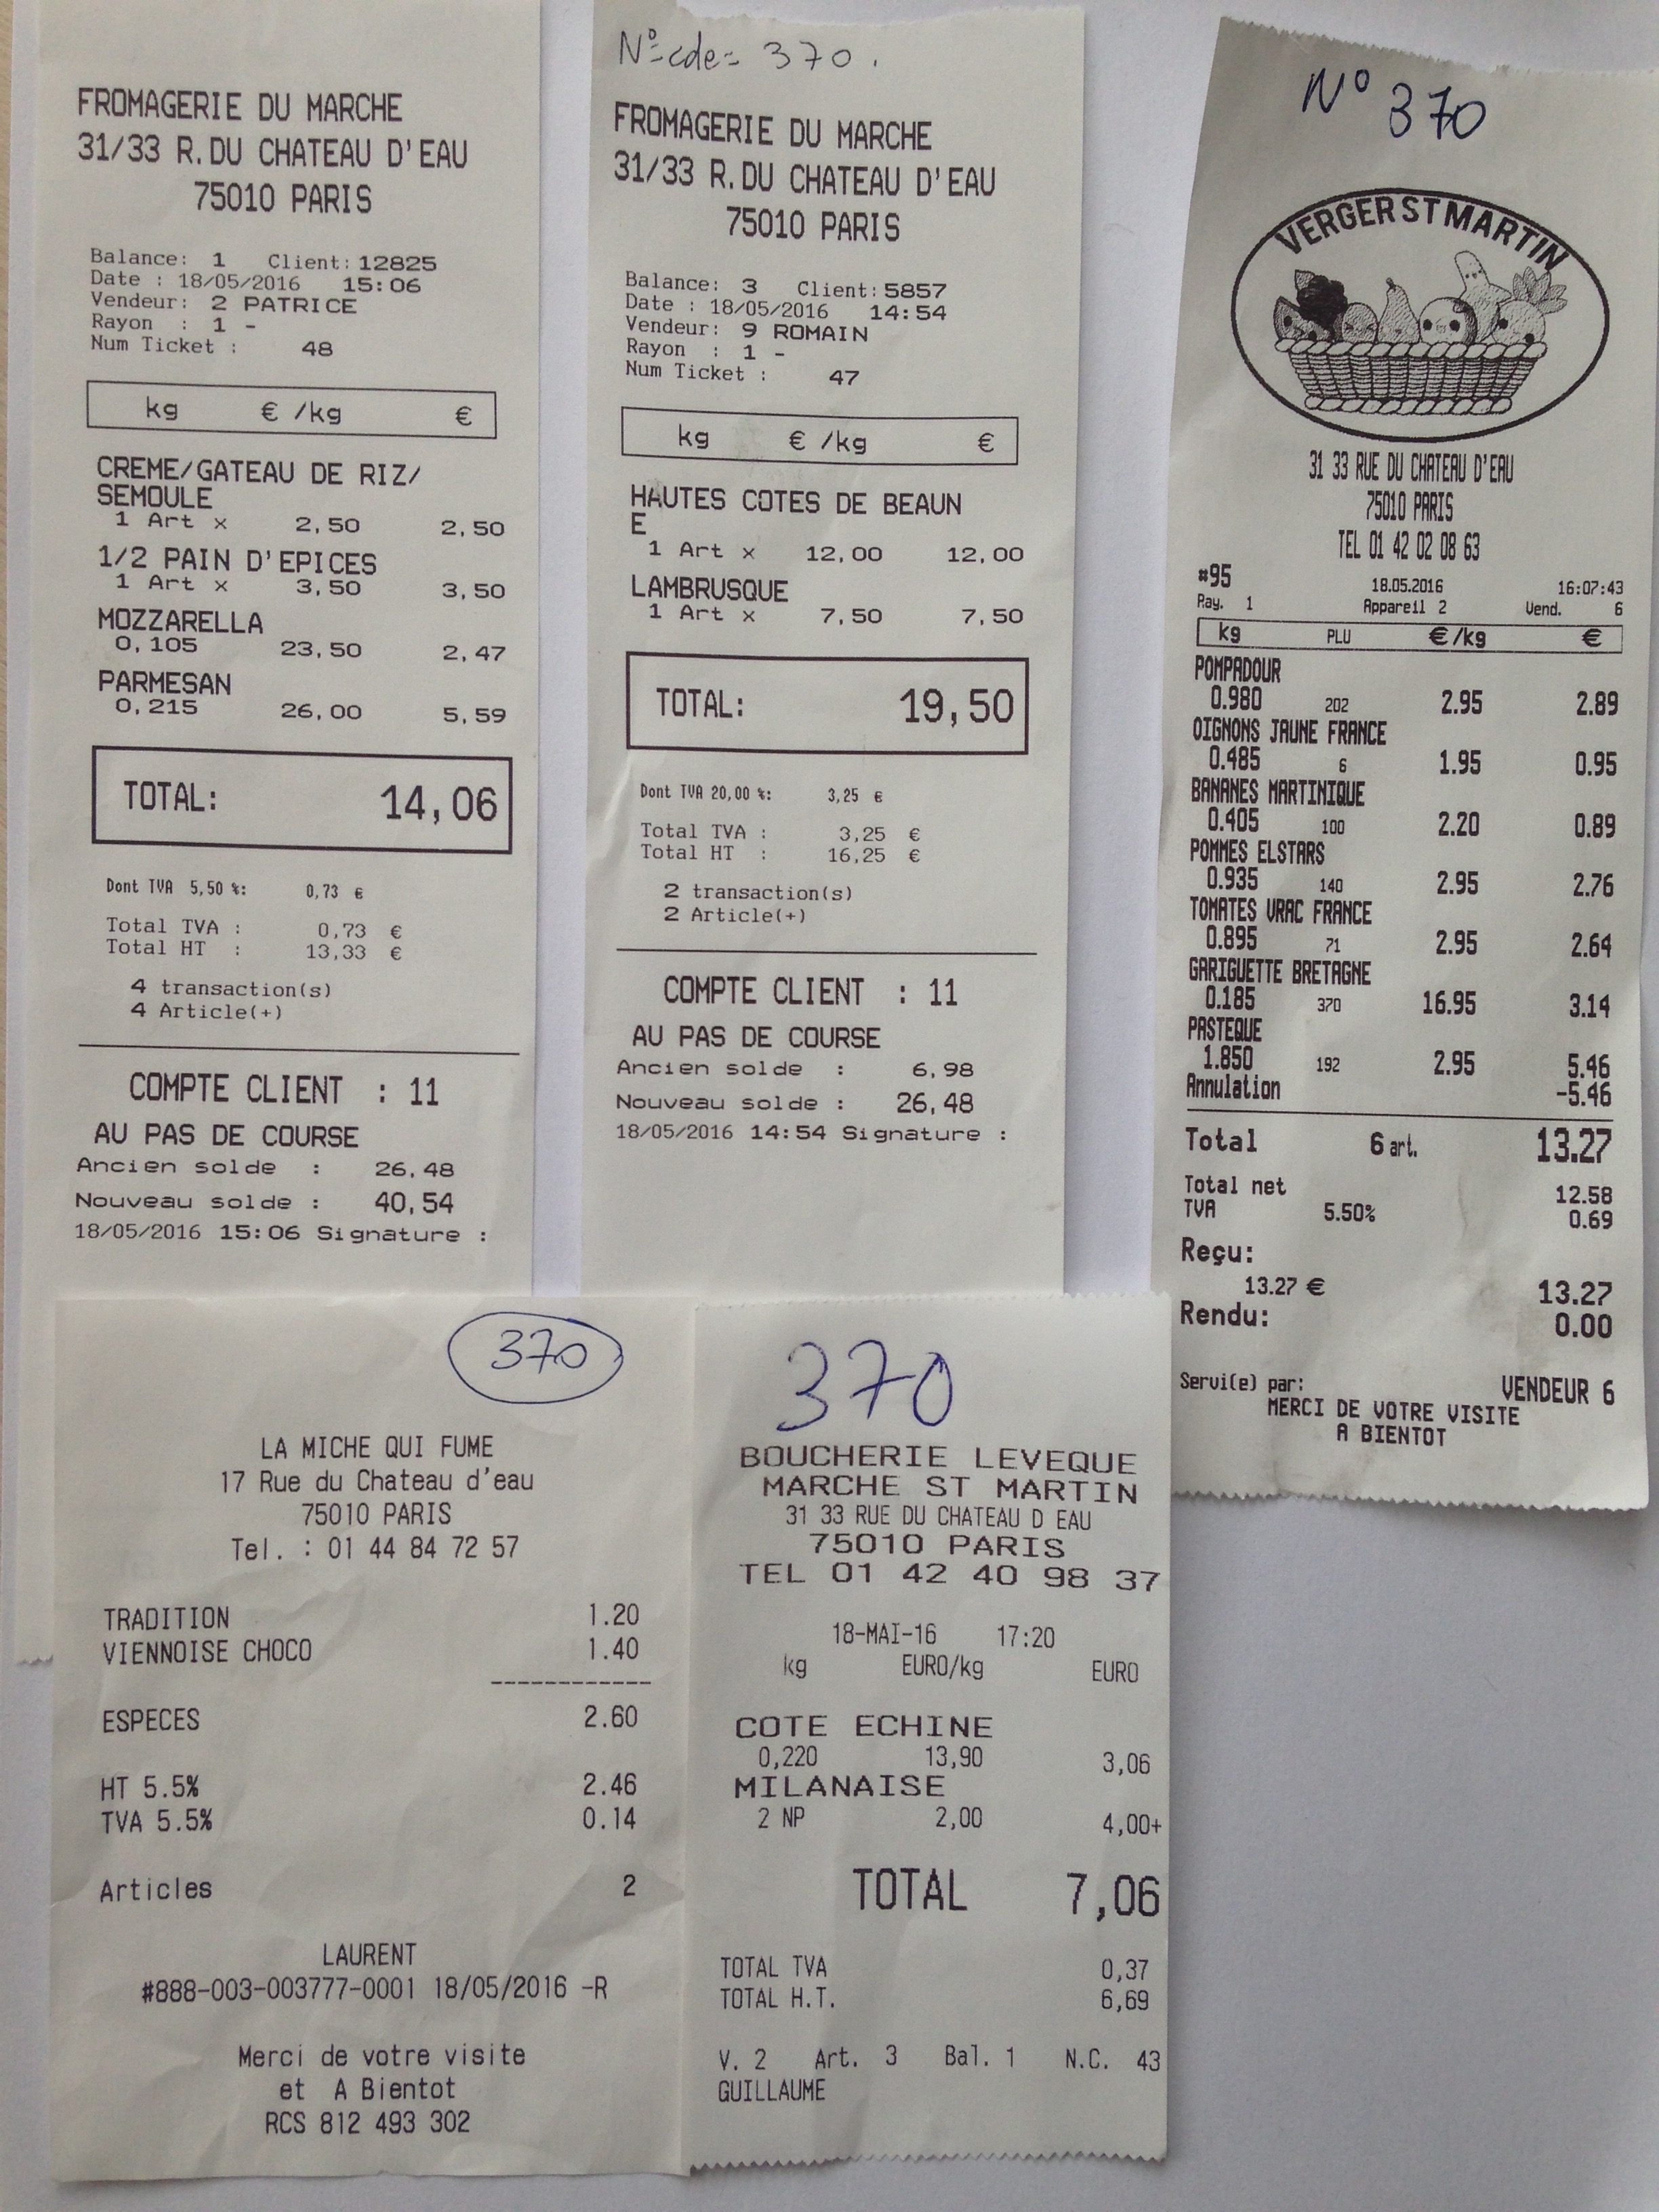 FROMAGERIE DU MARCHE
31/33 R.DU CHATEAU D'EAU
75010 PARIS
Balance: 1 Client: 12825
Date : 18/05/2016 15:06
Vendeur: 2 PATRICE
Rayon : 1 -
Num Ticket : 48
kg € /kg €
CREME/GATEAU DE RIZ/
SEMOULE
1 Art x 2,50 2,50
1/2 PAIN D'EPICES
1 Art x 3,50 3,50
MOZZARELLA
0,105 23,50 2,47
PARMESAN
0,215 26,00 5,59
TOTAL: 14,06
Dont TVA 5,50 %: 0,73 €
Total TVA : 0,73 €
Total HT : 13,33 €
4 transaction(s)
4 Article(+)
COMPTE CLIENT : 11
AU PAS DE COURSE
Ancien solde : 26,48
Nouveau solde : 40,54
18/05/2016 15:06 Signature :
N° cde= 370.
FROMAGERIE DU MARCHE
31/33 R.DU CHATEAU D'EAU
75010 PARIS
Balance: 3 Client: 5857
Date : 18/05/2016 14:54
Vendeur: 9 ROMAIN
Rayon : 1 -
Num Ticket : 47
kg € /kg €
HAUTES COTES DE BEAUN
E
1 Art x 12,00 12,00
LAMBRUSQUE
1 Art x 7,50 7,50
TOTAL: 19,50
Dont TVA 20,00 %: 3,25 €
Total TVA : 3,25 €
Total HT : 16,25 €
2 transaction(s)
2 Article(+)
COMPTE CLIENT : 11
AU PAS DE COURSE
Ancien solde : 6,98
Nouveau solde : 26,48
18/05/2016 14:54 Signature :
N° 370
VERGER ST MARTIN
31 33 RUE DU CHATEAU D'EAU
75010 PARIS
TEL 01 42 02 08 63
#95 18.05.2016 16:07:43
Ray. 1 Appareil 2 Vend. 6
kg PLU €/kg €
POMPADOUR
0.980 202 2.95 2.89
OIGNONS JAUNE FRANCE
0.485 6 1.95 0.95
BANANES MARTINIQUE
0.405 100 2.20 0.89
POMMES ELSTARS
0.935 140 2.95 2.76
TOMATES VRAC FRANCE
0.895 71 2.95 2.64
GARIGUETTE BRETAGNE
0.185 370 16.95 3.14
PASTEQUE
1.850 192 2.95 5.46
Annulation -5.46
Total 6 art. 13.27
Total net 12.58
TVA 5.50% 0.69
Reçu:
13.27 € 13.27
Rendu: 0.00
Servi(e) par: VENDEUR 6
MERCI DE VOTRE VISITE
A BIENTOT
370
LA MICHE QUI FUME
17 Rue du Chateau d'eau
75010 PARIS
Tel. : 01 44 84 72 57
TRADITION 1.20
VIENNOISE CHOCO 1.40
------------
ESPECES 2.60
HT 5.5% 2.46
TVA 5.5% 0.14
Articles 2
LAURENT
#888-003-003777-0001 18/05/2016 -R
Merci de votre visite
et A Bientot
RCS 812 493 302
370
BOUCHERIE LEVEQUE
MARCHE ST MARTIN
31 33 RUE DU CHATEAU D EAU
75010 PARIS
TEL 01 42 40 98 37
18-MAI-16 17:20
kg EURO/kg EURO
COTE ECHINE
0,220 13,90 3,06
MILANAISE
2 NP 2,00 4,00+
TOTAL 7,06
TOTAL TVA 0,37
TOTAL H.T. 6,69
V. 2 Art. 3 Bal. 1 N.C. 43
GUILLAUME